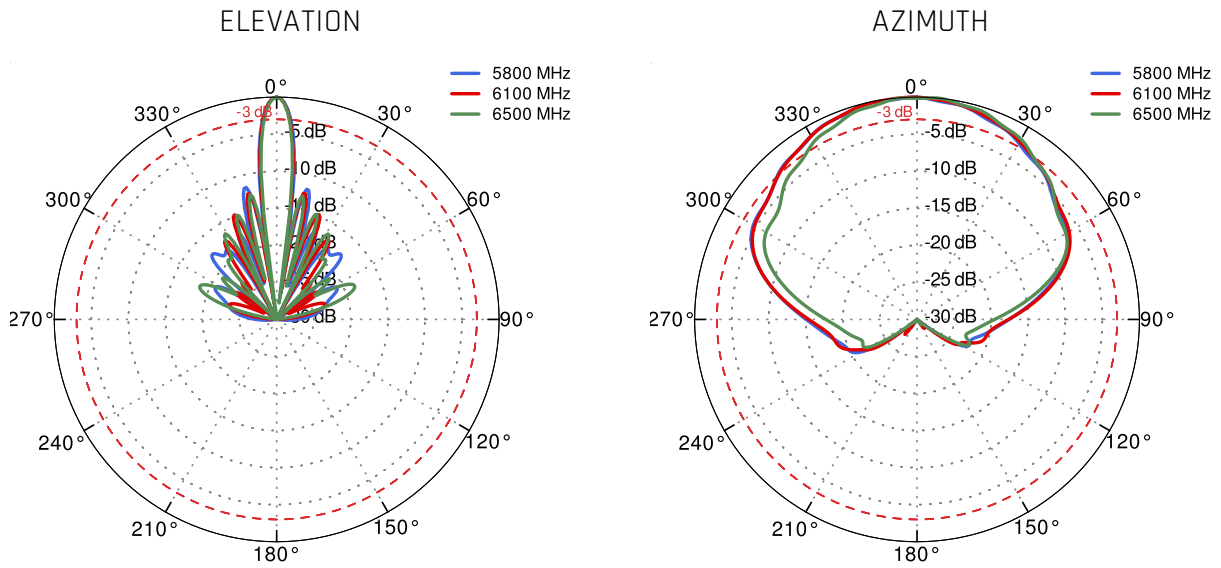 ELEVATION
5800 MHz
6100 MHz
6500 MHz
0°
-3 dB
330°
30°
-5 dB
300°
60°
270°
90°
240°
120°
210°
150°
180°
AZIMUTH
5800 MHz
6100 MHz
6500 MHz
0°
-3 dB
330°
30°
-5 dB
-10 dB
300°
60°
-15 dB
-20 dB
-25 dB
270°
-30 dB
90°
240°
120°
210°
150°
180°